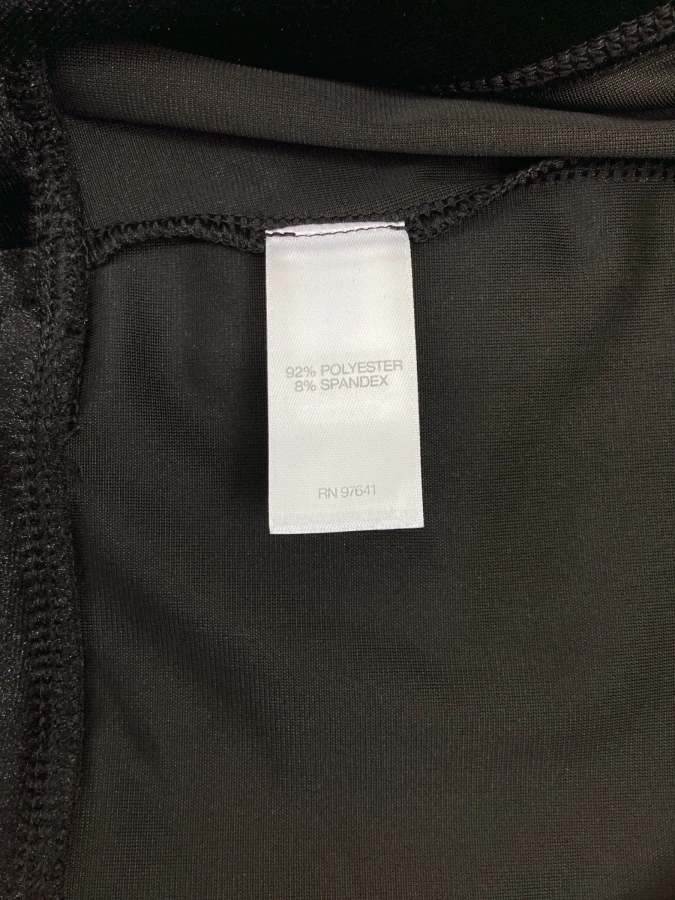 92% POLYESTER
8% SPANDEX
RN 97641